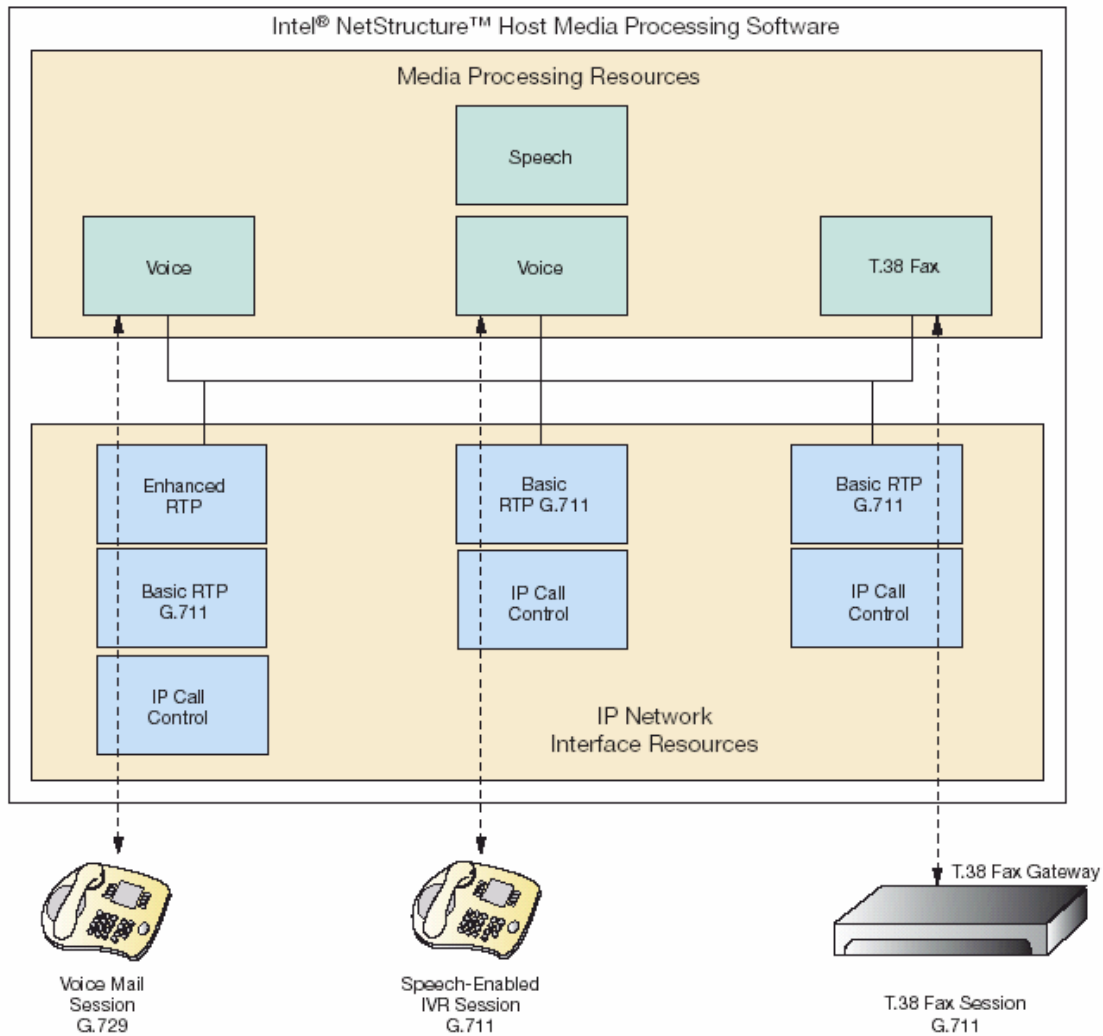 Intel® NetStructure™ Host Media Processing Software
Media Processing Resources
Speech
Voice
Voice
T.38 Fax
Enhanced
RTP
Basic
RTP G.711
Basic RTP
G.711
Basic RTP
G.711
IP Call
Control
IP Call
Control
IP Call
Control
IP Network
Interface Resources
T.38 Fax Gateway
Voice Mail
Session
G.729
Speech-Enabled
IVR Session
G.711
T.38 Fax Session
G.711